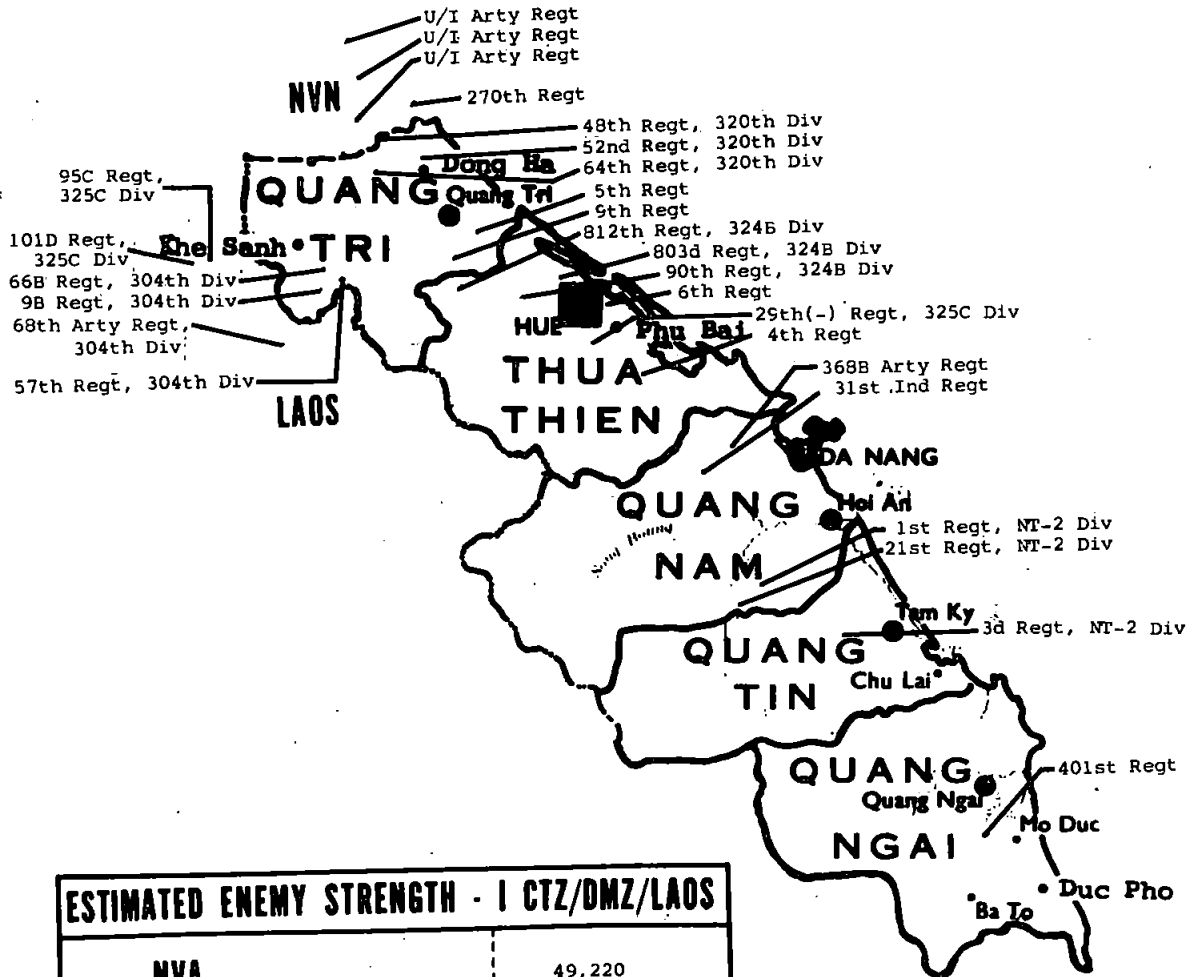 U/I Arty Regt
U/I Arty Regt
U/I Arty Regt
NVN
270th Regt
48th Regt, 320th Div
52nd Regt, 320th Div
64th Regt, 320th Div
Dong Ha
95C Regt,
325C Div
QUANG
Quang Tri
5th Regt
9th Regt
812th Regt, 324B Div
101D Regt,
325C Div
Khe Sanh
TRI
803d Regt, 324B Div
90th Regt, 324B Div
66B Regt, 304th Div
9B Regt, 304th Div
6th Regt
29th(-) Regt, 325C Div
68th Arty Regt,
304th Div
HUE
Phu Bai
4th Regt
57th Regt, 304th Div
THUA
THIEN
368B Arty Regt
31st Ind Regt
LAOS
DA NANG
QUANG
Hoi An
1st Regt, NT-2 Div
21st Regt, NT-2 Div
NAM
Tam Ky
3d Regt, NT-2 Div
QUANG
Chu Lai
TIN
QUANG
401st Regt
Quang Ngai
Mo Duc
NGAI
Duc Pho
Ba To
ESTIMATED ENEMY STRENGTH - I CTZ/DMZ/LAOS
NVA 49,220